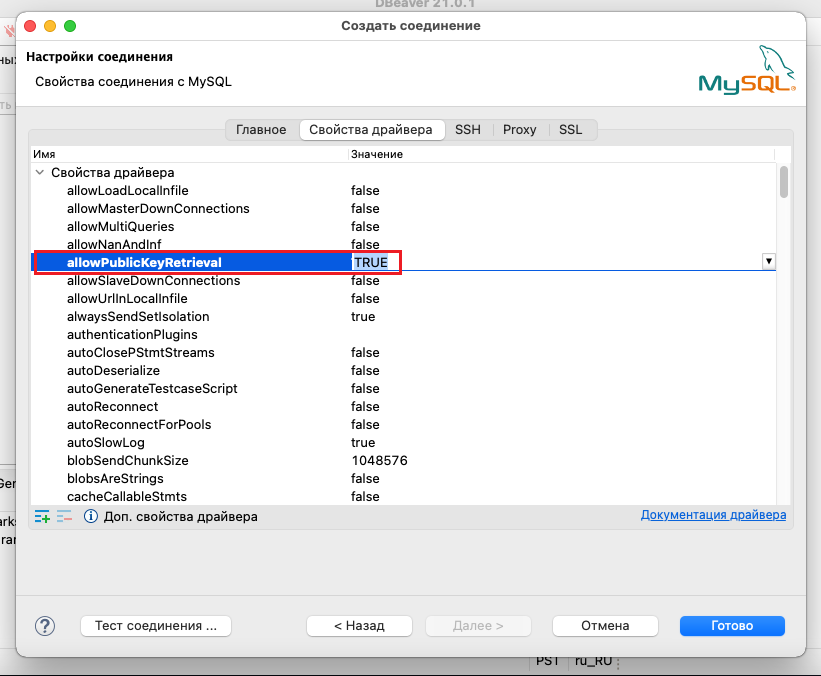 DBeaver 21.0.1
Создать соединение
Настройки соединения
Свойства соединения с MySQL
MySQL®
Главное Свойства драйвера SSH Proxy SSL
Имя Значение
Свойства драйвера
allowLoadLocalInfile false
allowMasterDownConnections false
allowMultiQueries false
allowNanAndInf false
allowPublicKeyRetrieval TRUE
allowSlaveDownConnections false
allowUrlInLocalInfile false
alwaysSendSetIsolation true
authenticationPlugins
autoClosePStmtStreams false
autoDeserialize false
autoGenerateTestcaseScript false
autoReconnect false
autoReconnectForPools false
autoSlowLog true
blobSendChunkSize 1048576
blobsAreStrings false
cacheCallableStmts false
Доп. свойства драйвера Документация драйвера
? Тест соединения ... < Назад Далее > Отмена Готово
PST ru_RU